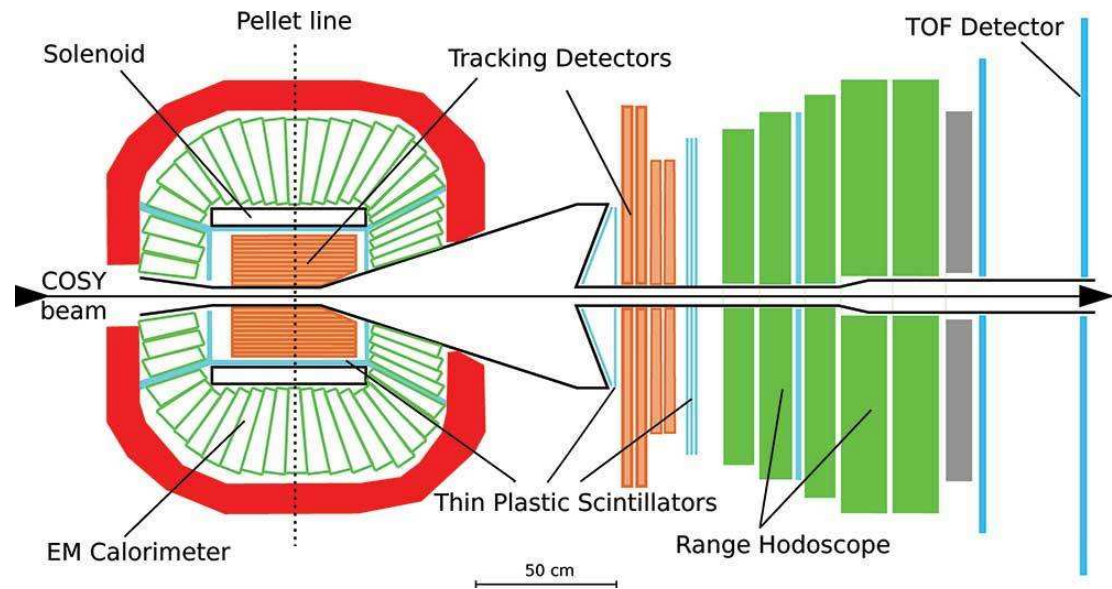 Pellet line
TOF Detector
Solenoid
Tracking Detectors
COSY
beam
Thin Plastic Scintillators
EM Calorimeter
Range Hodoscope
50 cm